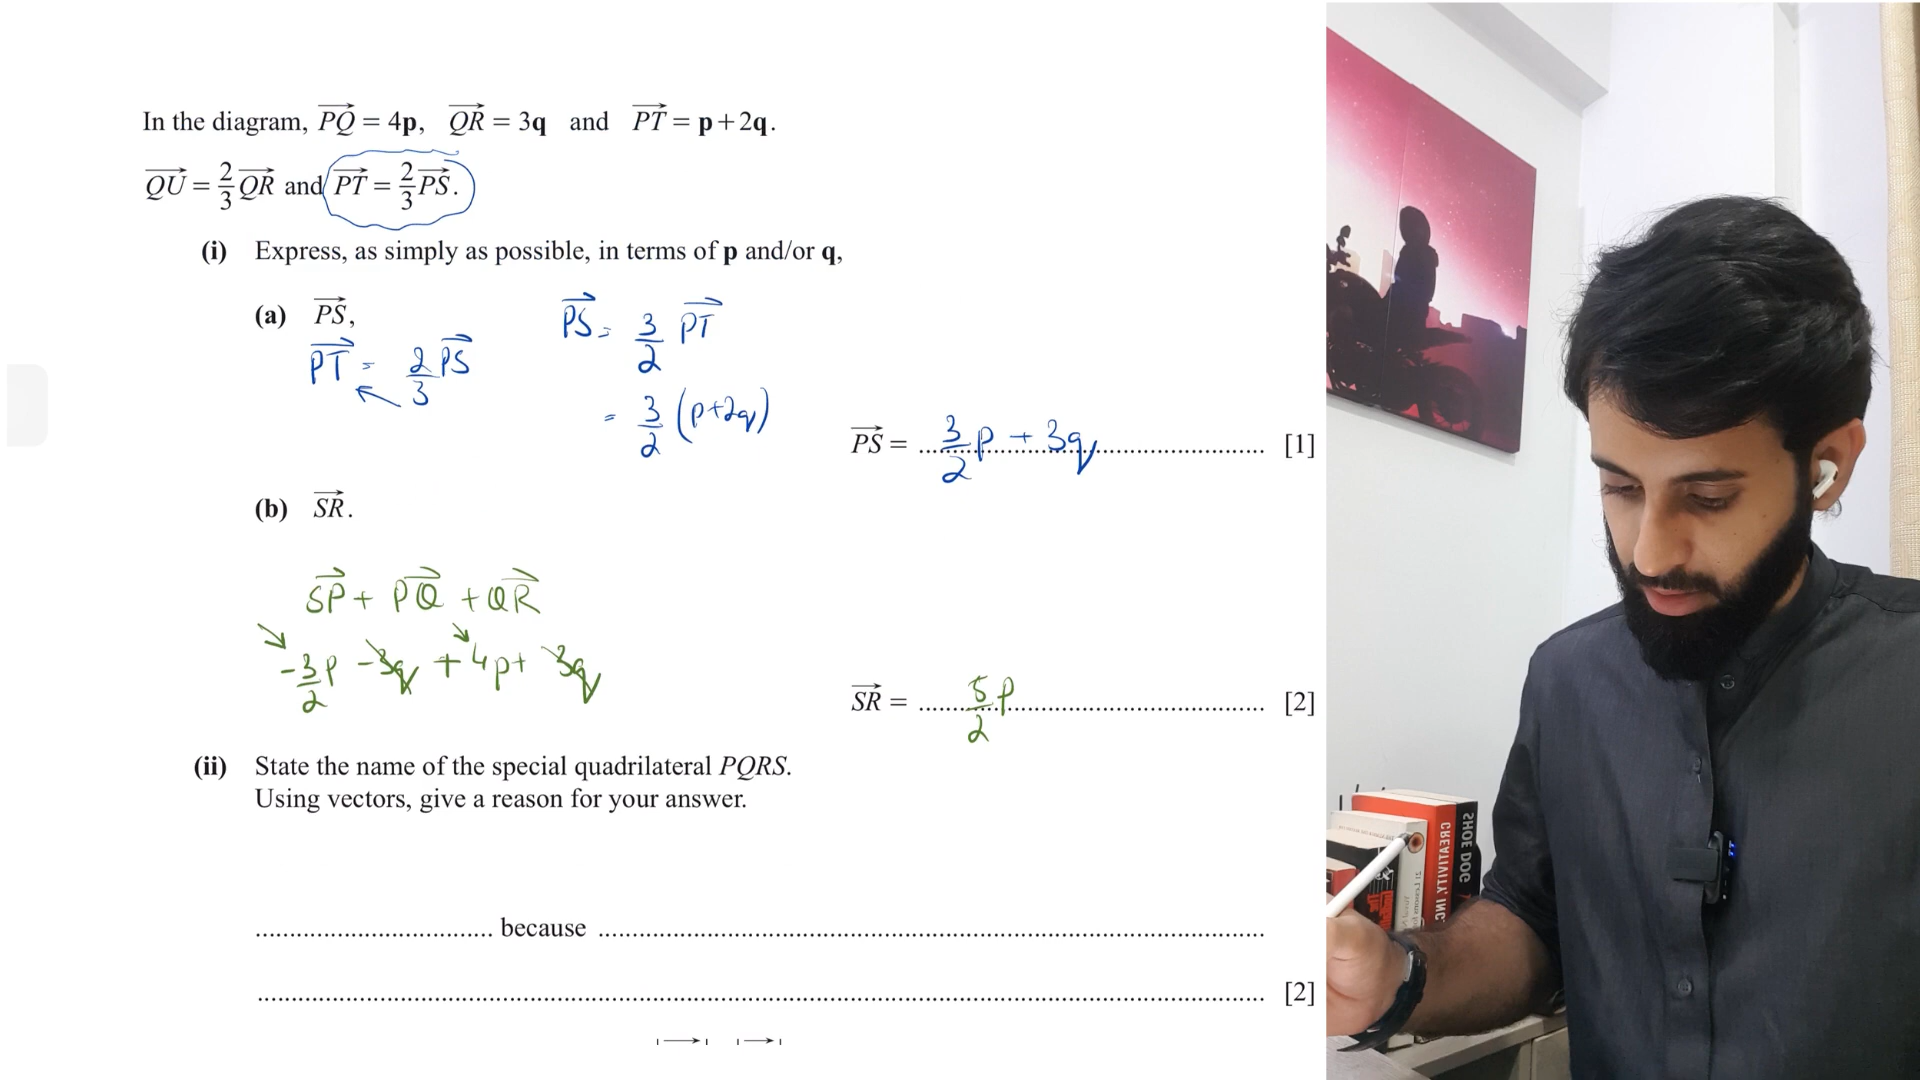 In the diagram, PQ = 4p, QR = 3q and PT = p + 2q.
QU = 2/3 QR and PT = 2/3 PS.
(i) Express, as simply as possible, in terms of p and/or q,
(a) PS,
PT = 2/3 PS
PS = 3/2 PT
= 3/2 (p+2q)
PS = 3/2 p + 3q [1]
(b) SR.
SP + PQ + QR
-3/2 p - 3q + 4p + 3q
SR = 5/2 p [2]
(ii) State the name of the special quadrilateral PQRS.
Using vectors, give a reason for your answer.
because
[2]
CREATIVITY, INC
SHOE DOG